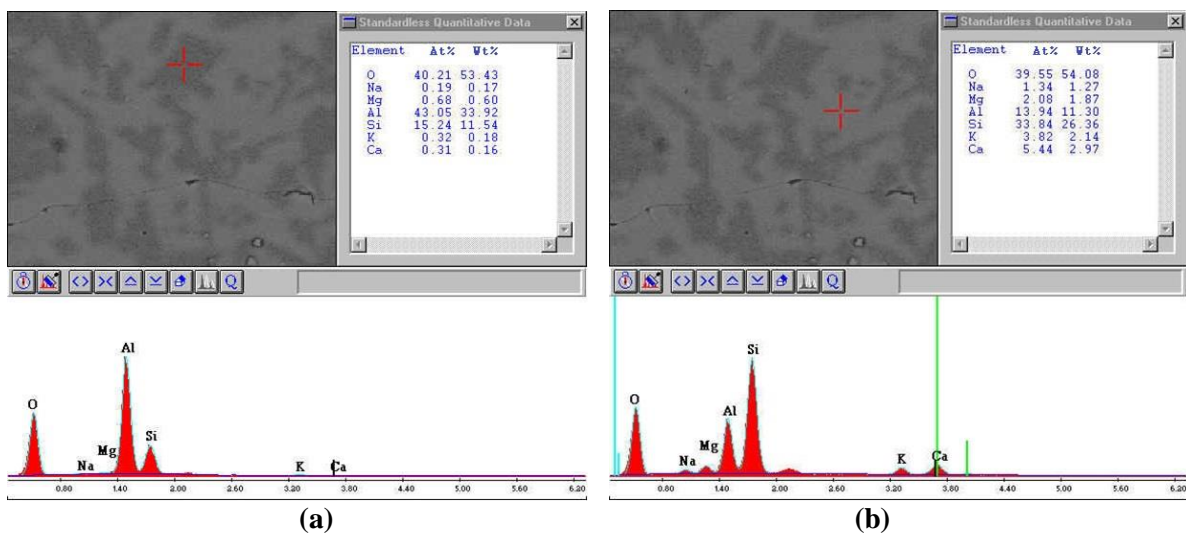 Standardless Quantitative Data
Element At% Wt%
O 40.21 53.43
Na 0.19 0.17
Mg 0.68 0.60
Al 43.05 33.92
Si 15.24 11.54
K 0.32 0.18
Ca 0.31 0.16
Q
O
Na
Mg
Al
Si
K
Ca
0.80 1.40 2.00 2.60 3.20 3.80 4.40 5.00 5.60 6.20
(a)
Standardless Quantitative Data
Element At% Wt%
O 39.55 54.08
Na 1.34 1.27
Mg 2.08 1.87
Al 13.94 11.30
Si 33.84 26.36
K 3.82 2.14
Ca 5.44 2.97
Q
O
Na
Mg
Al
Si
K
Ca
0.80 1.40 2.00 2.60 3.20 3.80 4.40 5.00 5.60 6.20
(b)